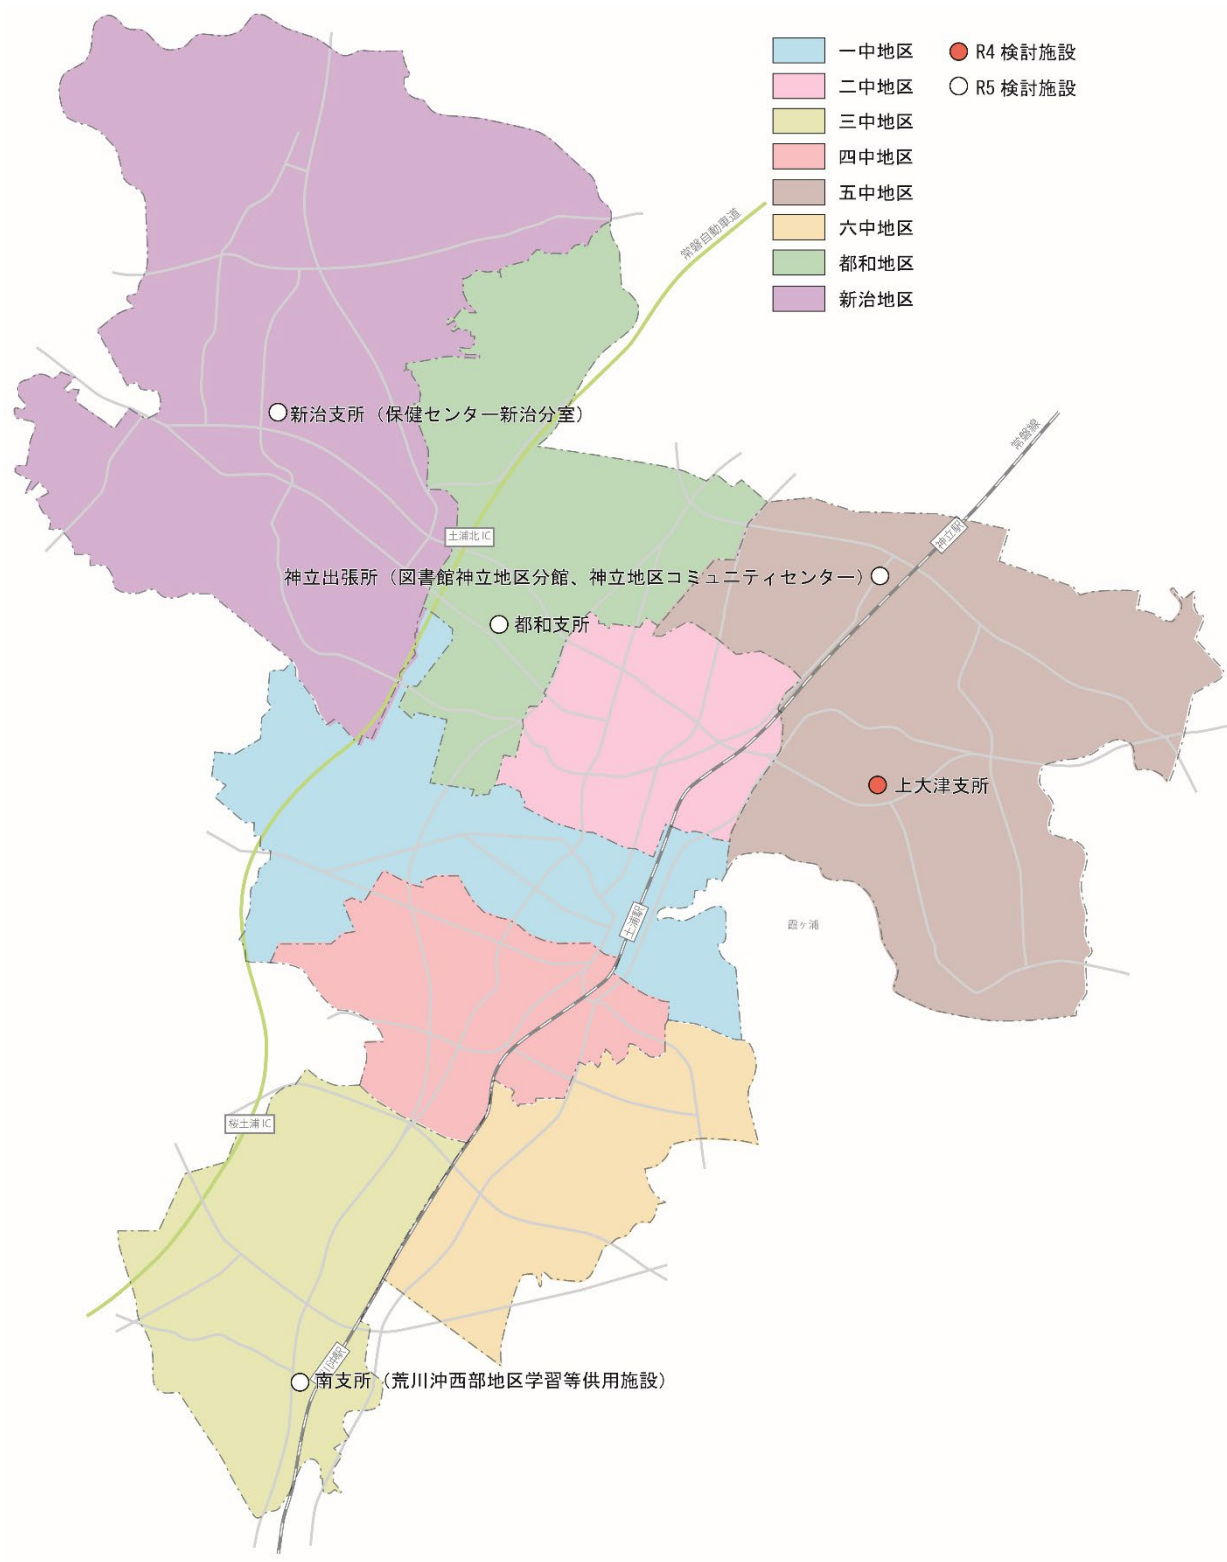 一中地区
二中地区
三中地区
四中地区
五中地区
六中地区
都和地区
新治地区
R4 検討施設
R5 検討施設
常磐自動車道
新治支所（保健センター新治分室）
常磐線
土浦北 IC
神立駅
神立出張所（図書館神立地区分館、神立地区コミュニティセンター）
都和支所
上大津支所
土浦駅
霞ヶ浦
桜土浦 IC
川沖駅
南支所（荒川沖西部地区学習等供用施設）